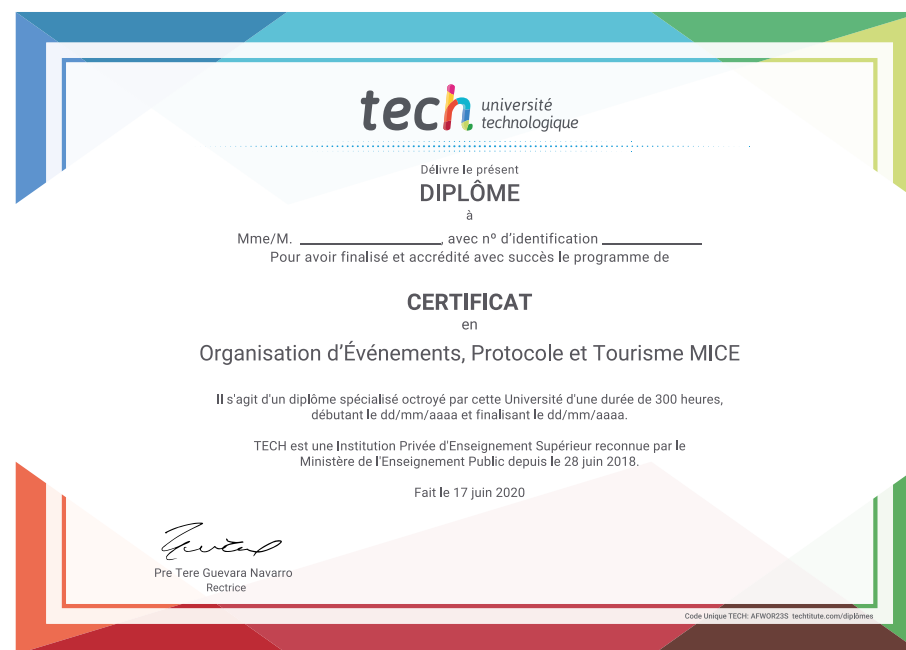 tech université
technologique
Délivre le présent
DIPLÔME
à
Mme/M. ____________________, avec nº d'identification ______________
Pour avoir finalisé et accrédité avec succès le programme de
CERTIFICAT
en
Organisation d'Événements, Protocole et Tourisme MICE
Il s'agit d'un diplôme spécialisé octroyé par cette Université d'une durée de 300 heures,
débutant le dd/mm/aaaa et finalisant le dd/mm/aaaa.
TECH est une Institution Privée d'Enseignement Supérieur reconnue par le
Ministère de l'Enseignement Public depuis le 28 juin 2018.
Fait le 17 juin 2020
Pre Tere Guevara Navarro
Rectrice
Code Unique TECH: AFWOR23S techtitute.com/diplômes